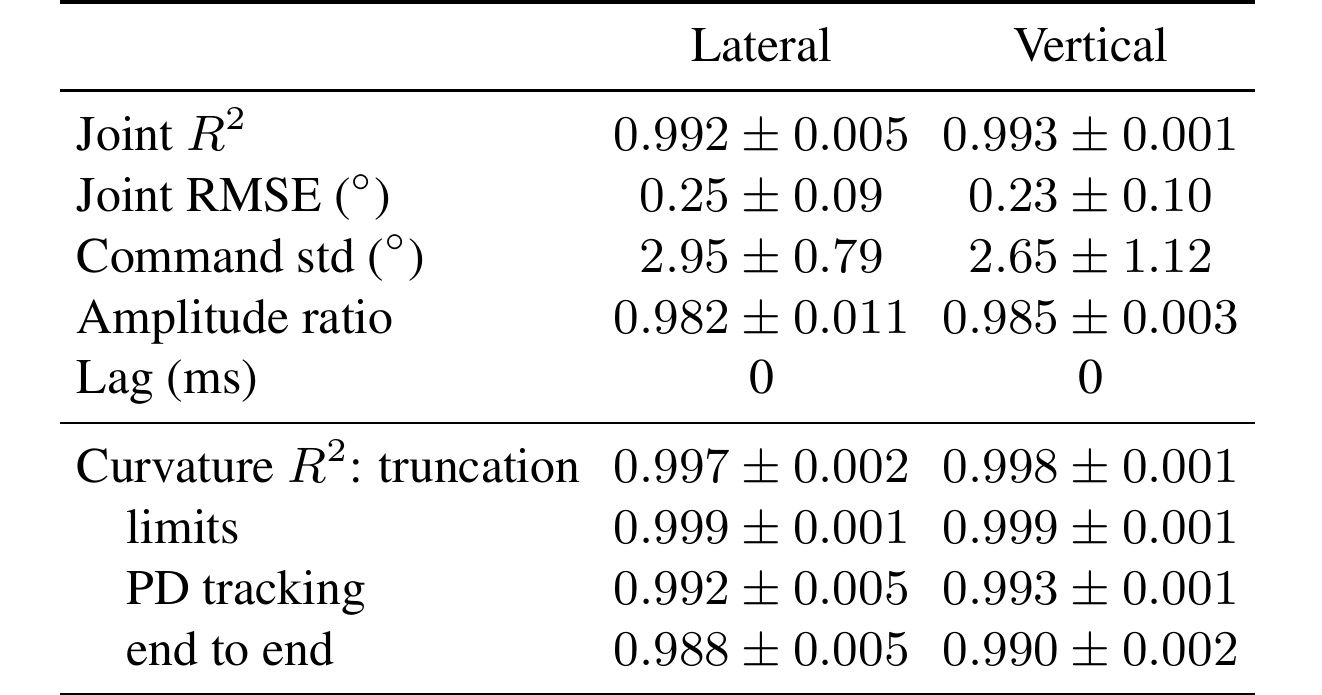 Lateral Vertical
Joint R² 0.992 ± 0.005 0.993 ± 0.001
Joint RMSE (°) 0.25 ± 0.09 0.23 ± 0.10
Command std (°) 2.95 ± 0.79 2.65 ± 1.12
Amplitude ratio 0.982 ± 0.011 0.985 ± 0.003
Lag (ms) 0 0
Curvature R²: truncation 0.997 ± 0.002 0.998 ± 0.001
limits 0.999 ± 0.001 0.999 ± 0.001
PD tracking 0.992 ± 0.005 0.993 ± 0.001
end to end 0.988 ± 0.005 0.990 ± 0.002